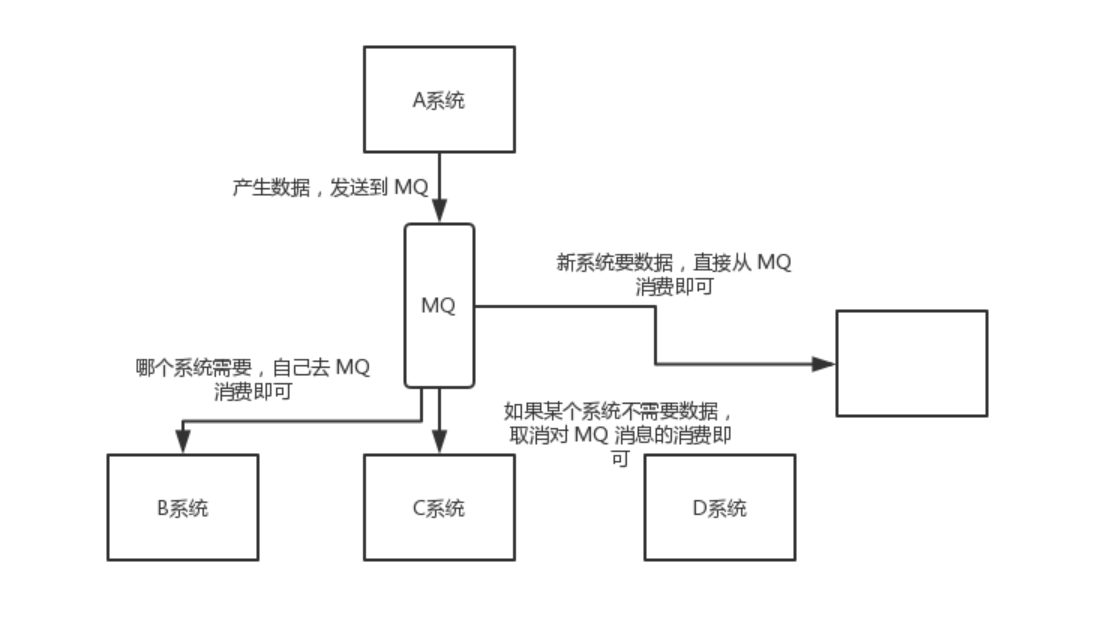 A系统
产生数据，发送到 MQ
MQ
新系统要数据，直接从 MQ
消费即可
哪个系统需要，自己去 MQ
消费即可
如果某个系统不需要数据，
取消对 MQ 消息的消费即
可
B系统
C系统
D系统